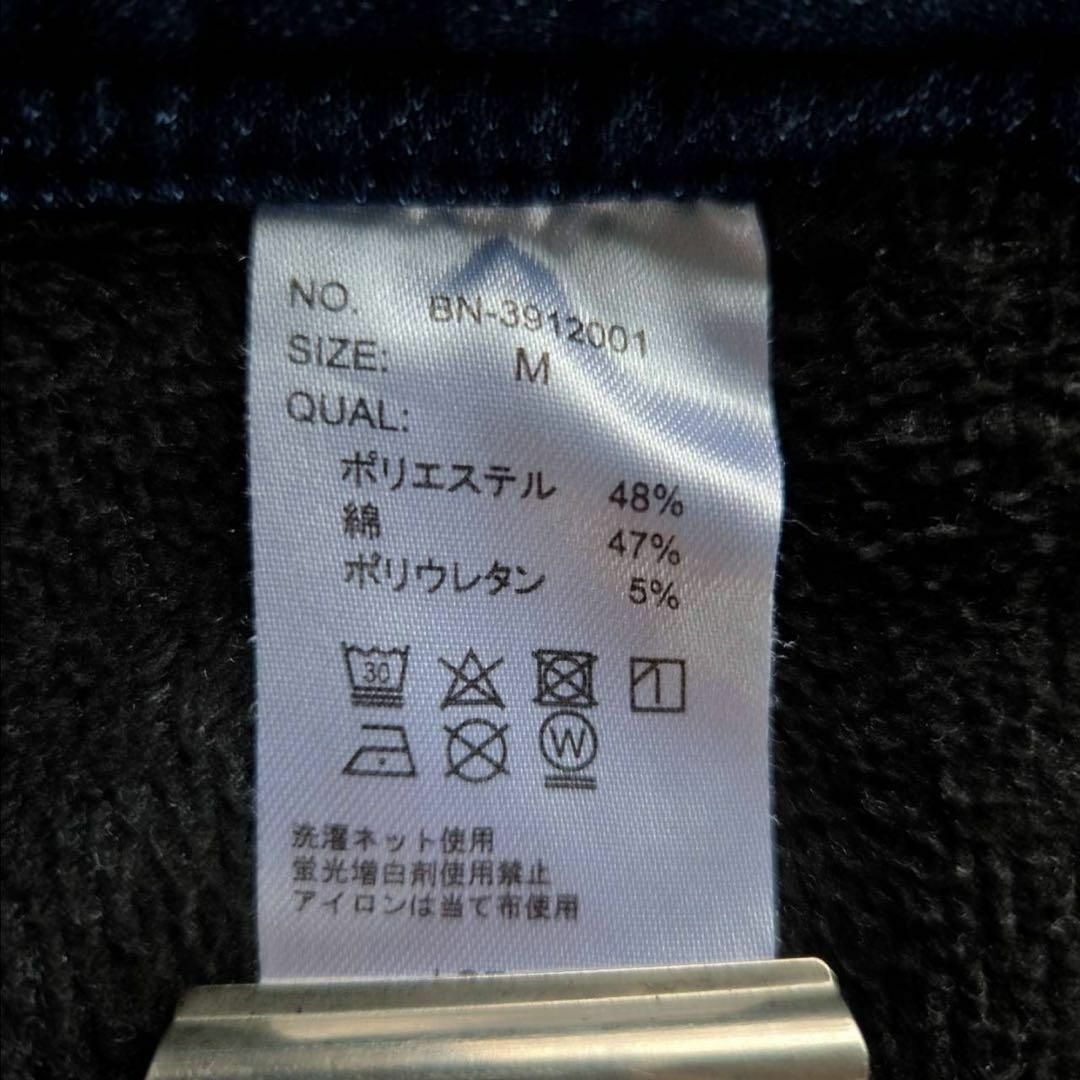 NO. BN-3912001
SIZE: M
QUAL:
ポリエステル 48%
綿 47%
ポリウレタン 5%
30
W
洗濯ネット使用
蛍光増白剤使用禁止
アイロンは当て布使用